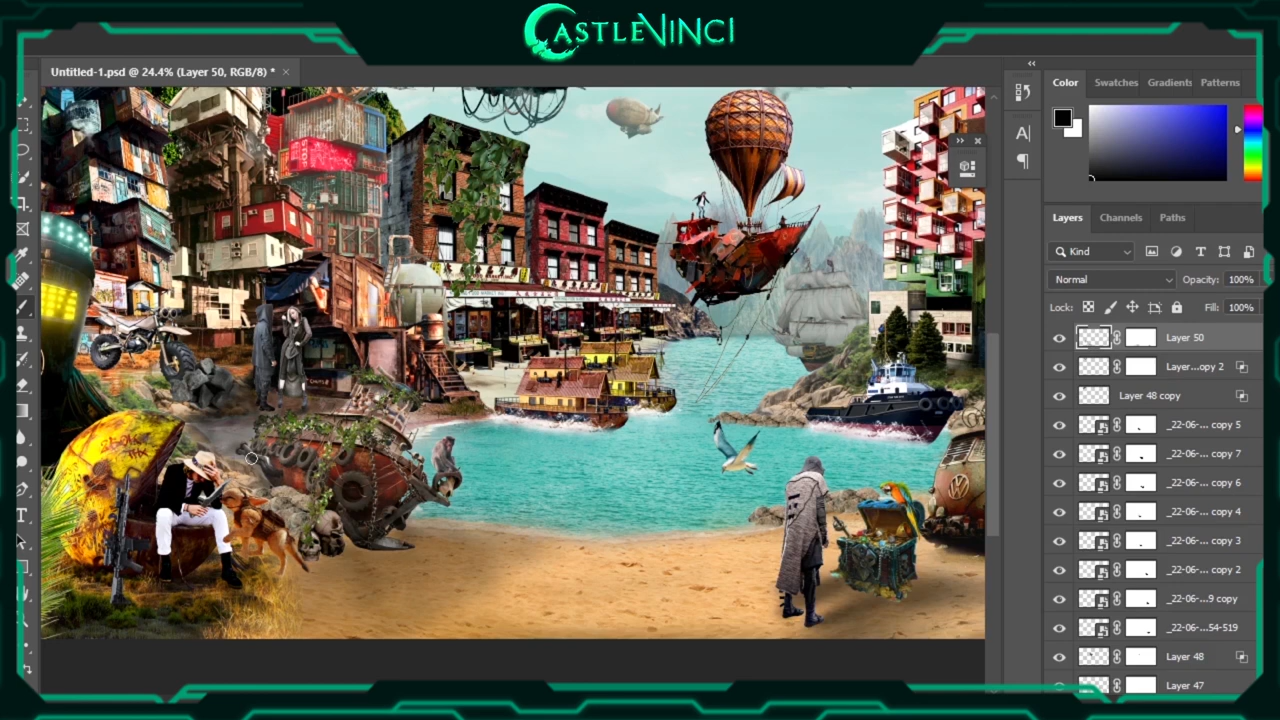 CASTLEVINCI
Untitled-1.psd @ 24.4% (Layer 50, RGB/8) * ×
Color Swatches Gradients Patterns
Layers Channels Paths
Kind
Normal Opacity: 100%
Lock: Fill: 100%
Layer 50
Layer...opy 2
Layer 48 copy
_22-06-... copy 5
_22-06-... copy 7
_22-06-... copy 6
_22-06-... copy 4
_22-06-... copy 3
_22-06-... copy 2
_22-06-...9 copy
_22-06-...54-519
Layer 48
Layer 47